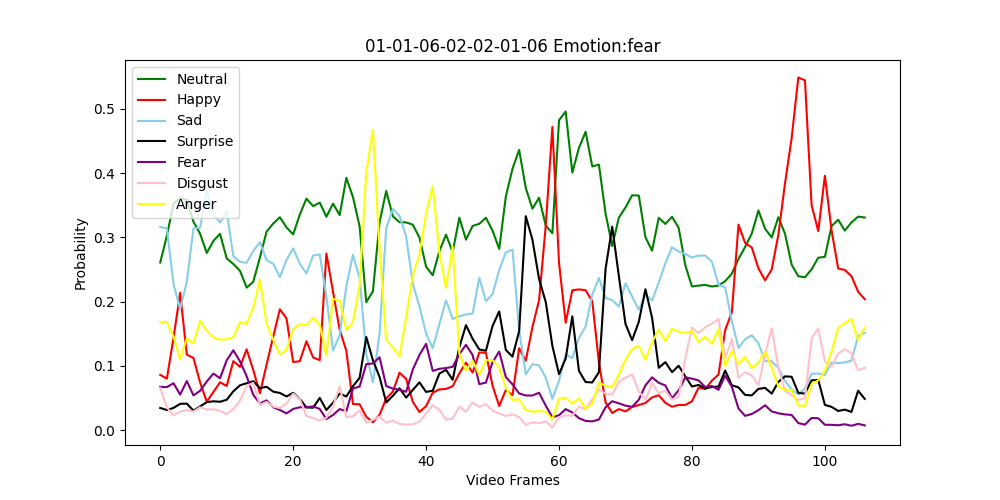 01-01-06-02-02-01-06 Emotion:fear
Neutral
Happy
Sad
Surprise
Fear
Disgust
Anger
Probability
0.5
0.4
0.3
0.2
0.1
0.0
0 20 40 60 80 100
Video Frames